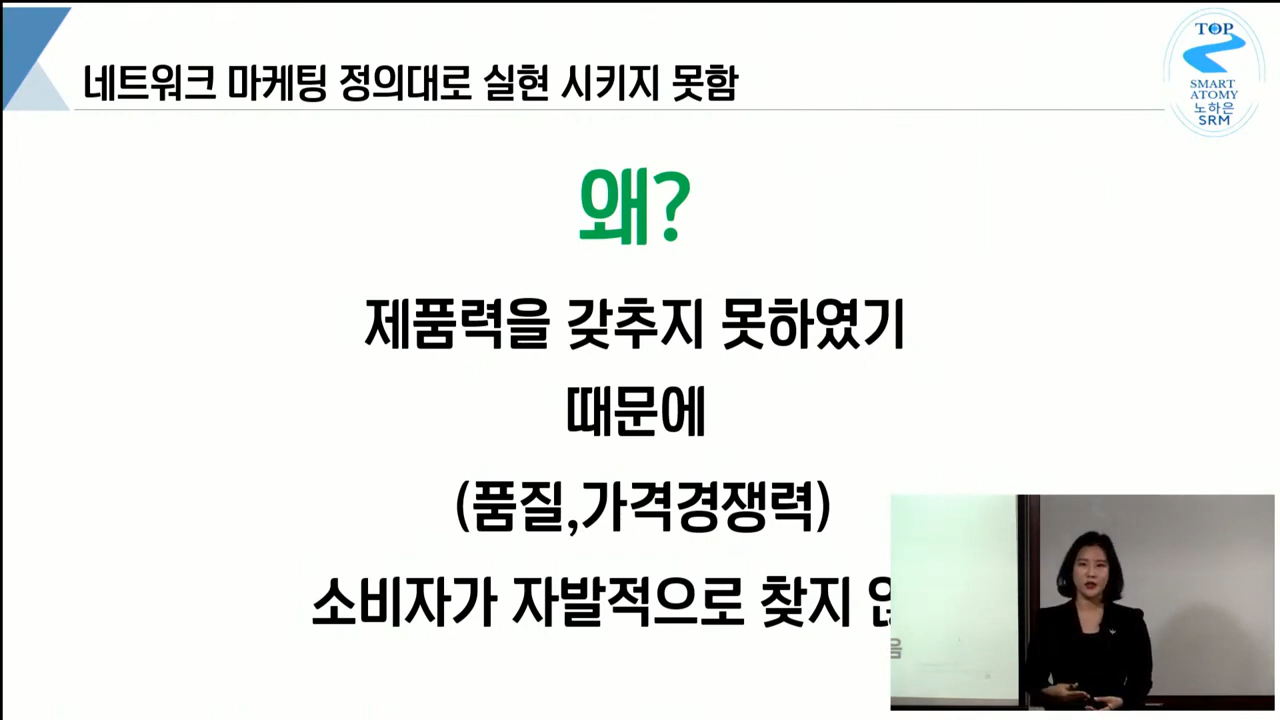 네트워크 마케팅 정의대로 실현 시키지 못함
TOP
SMART
ATOMY
노하은
SRM
왜?
제품력을 갖추지 못하였기
때문에
(품질,가격경쟁력)
소비자가 자발적으로 찾지
음